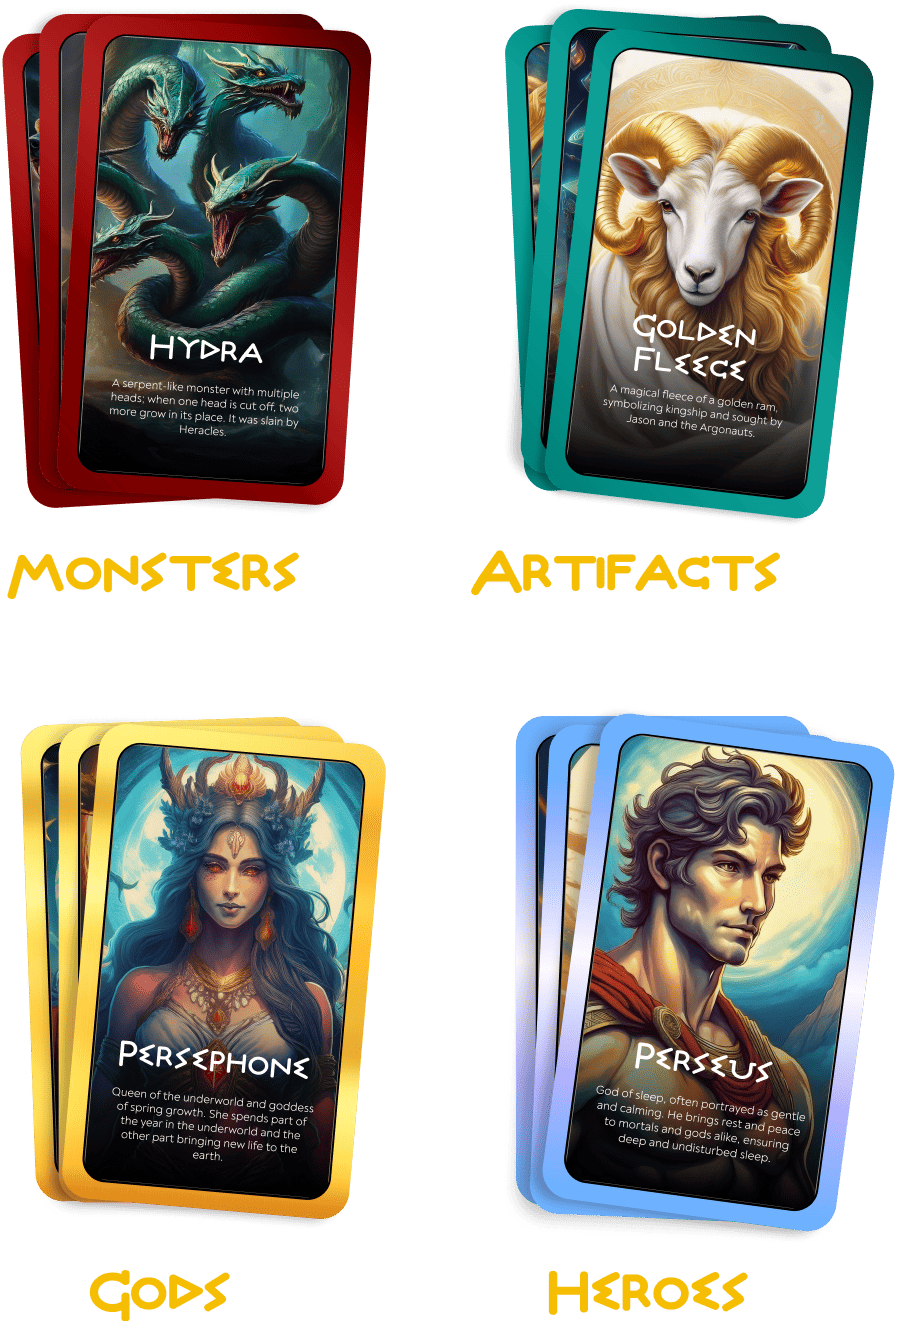 HYDRA
A serpent-like monster with multiple
heads; when one head is cut off, two
more grow in its place. It was slain by
Heracles.
GOLDEN
FLEECE
A magical fleece of a golden ram,
symbolizing kingship and sought by
Jason and the Argonauts.
MONSTERS
ARTIFACTS
PERSEPHONE
Queen of the underworld and goddess
of spring growth. She spends part of
the year in the underworld and the
other part bringing new life to the
earth.
PERSEUS
God of sleep, often portrayed as gentle
and calming. He brings rest and peace
to mortals and gods alike, ensuring
deep and undisturbed sleep.
GODS
HEROES